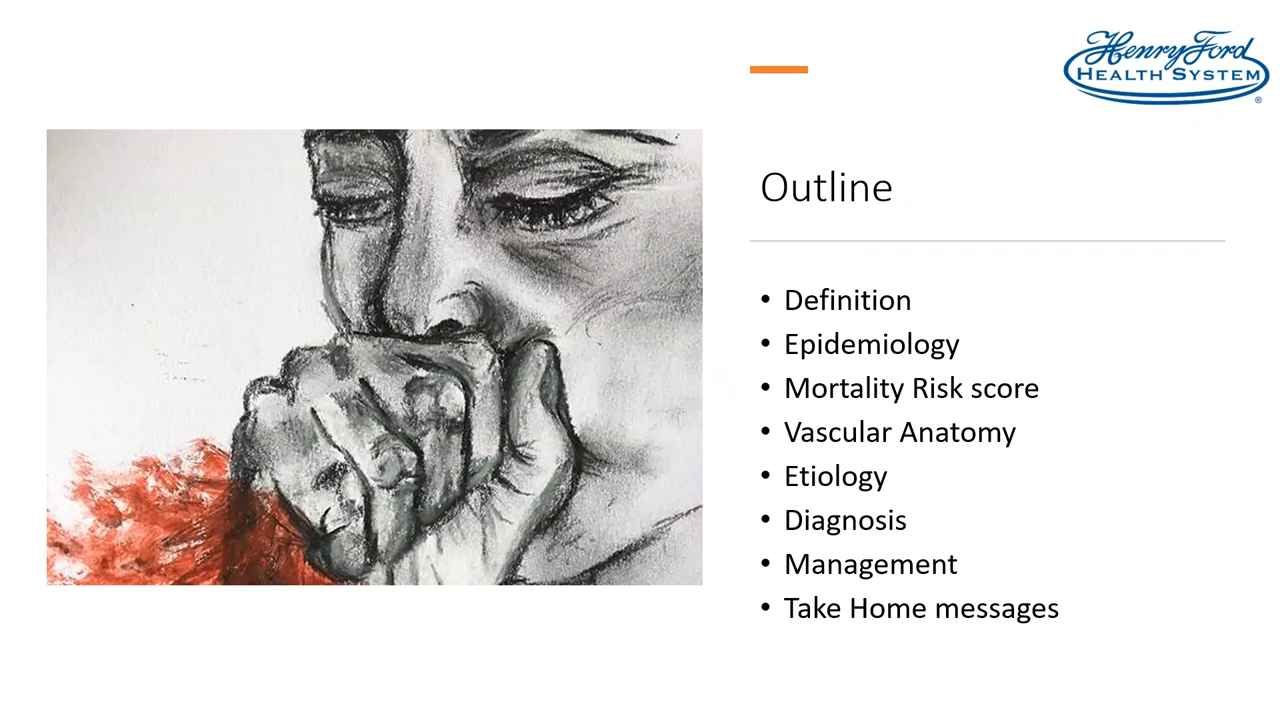 Henry Ford
HEALTH SYSTEM
®
Outline
• Definition
• Epidemiology
• Mortality Risk score
• Vascular Anatomy
• Etiology
• Diagnosis
• Management
• Take Home messages